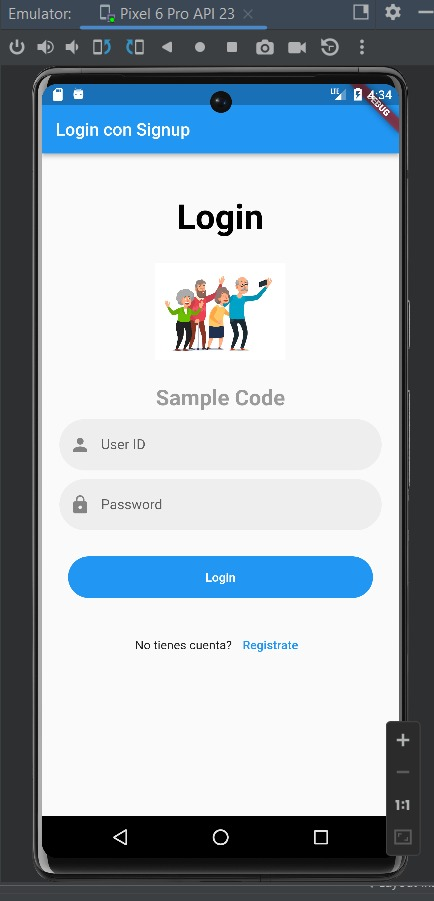 Emulator: Pixel 6 Pro API 23
LTE 4:34
DEBUG
Login con Signup
Login
Sample Code
User ID
Password
Login
No tienes cuenta? Registrate
1:1